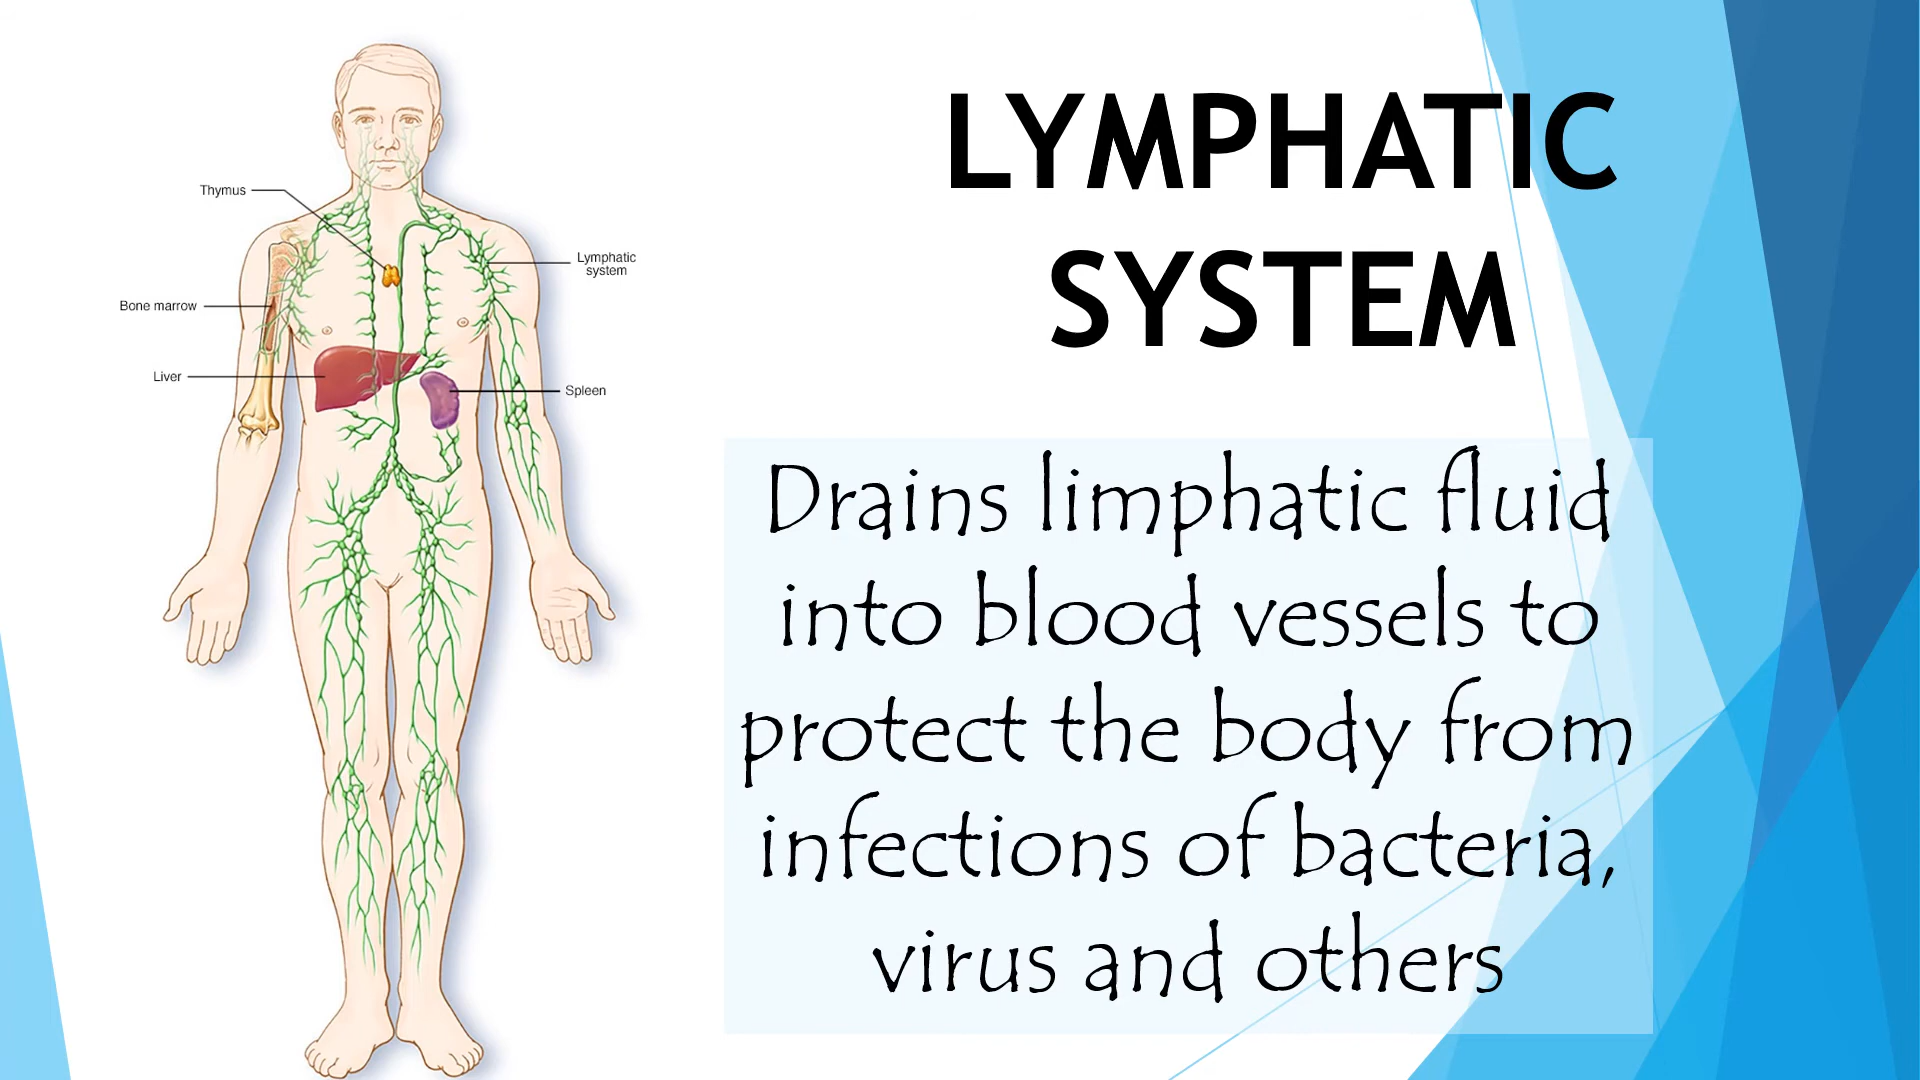 LYMPHATIC
SYSTEM
Thymus
Lymphatic
system
Bone marrow
Liver
Spleen
Drains limphatic fluid
into blood vessels to
protect the body from
infections of bacteria,
virus and others